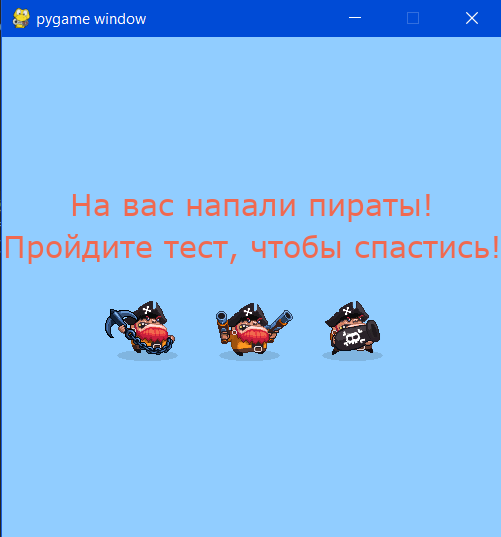 pygame window
На вас напали пираты!
Пройдите тест, чтобы спастись!